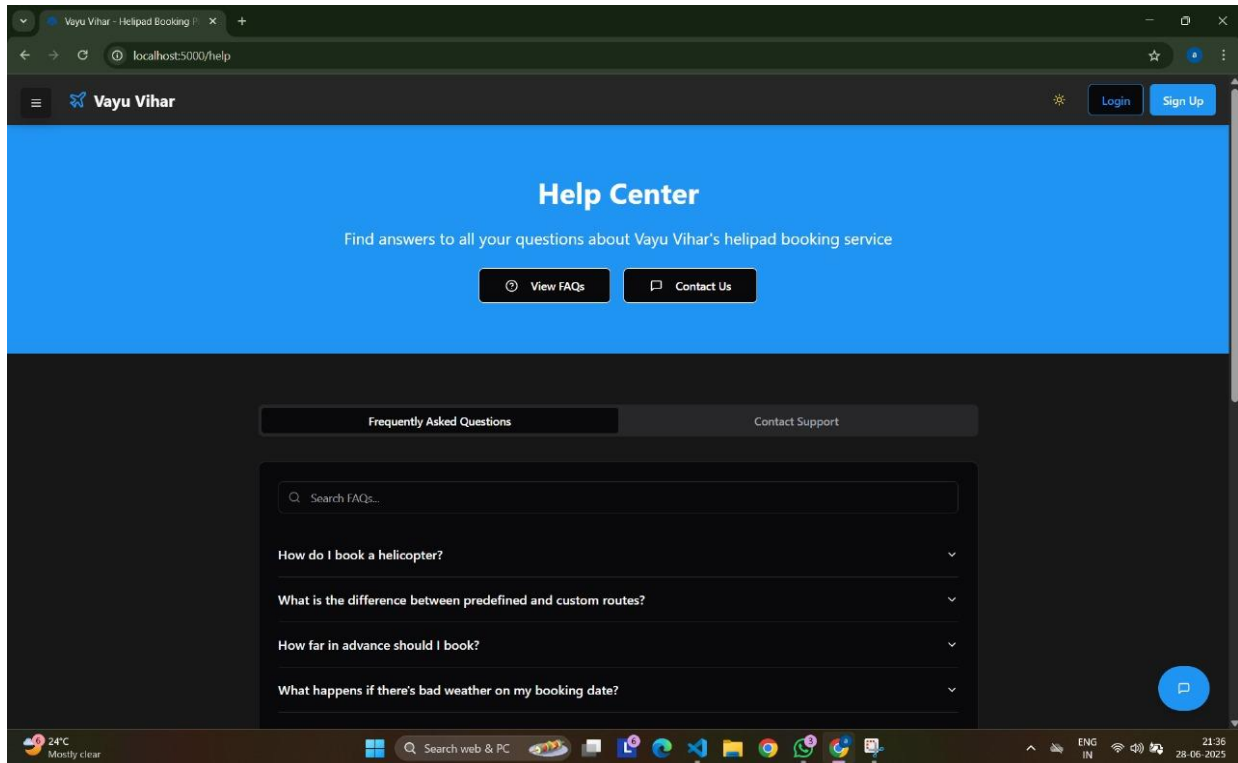 Vayu Vihar - Helipad Booking Pl
localhost:5000/help
a
Vayu Vihar
Login
Sign Up
Help Center
Find answers to all your questions about Vayu Vihar's helipad booking service
View FAQs
Contact Us
Frequently Asked Questions
Contact Support
Search FAQs...
How do I book a helicopter?
What is the difference between predefined and custom routes?
How far in advance should I book?
What happens if there's bad weather on my booking date?
24°C
Mostly clear
Search web & PC
ENG
IN
21:36
28-06-2025